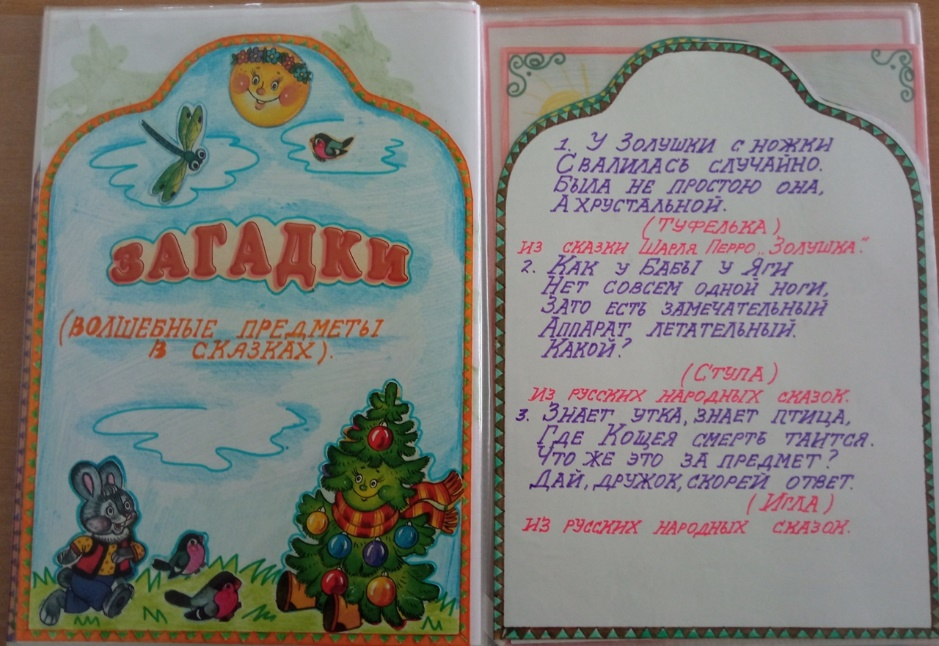 ЗАГАДКИ
(ВОЛШЕБНЫЕ ПРЕДМЕТЫ
В СКАЗКАХ).
1. У ЗОЛУШКИ С НОЖКИ
СВАЛИЛАСЬ СЛУЧАЙНО.
БЫЛА НЕ ПРОСТОЮ ОНА,
А ХРУСТАЛЬНОЙ.
(ТУФЕЛЬКА)
ИЗ СКАЗКИ ШАРЛЯ ПЕРРО „ЗОЛУШКА".
2. КАК У БАБЫ У ЯГИ
НЕТ СОВСЕМ ОДНОЙ НОГИ,
ЗАТО ЕСТЬ ЗАМЕЧАТЕЛЬНЫЙ
АППАРАТ ЛЕТАТЕЛЬНЫЙ.
КАКОЙ?
(СТУПА)
ИЗ РУССКИХ НАРОДНЫХ СКАЗОК.
3. ЗНАЕТ УТКА, ЗНАЕТ ПТИЦА,
ГДЕ КОЩЕЯ СМЕРТЬ ТАИТСЯ.
ЧТО ЖЕ ЭТО ЗА ПРЕДМЕТ?
ДАЙ, ДРУЖОК, СКОРЕЙ ОТВЕТ.
(ИГЛА)
ИЗ РУССКИХ НАРОДНЫХ СКАЗОК.